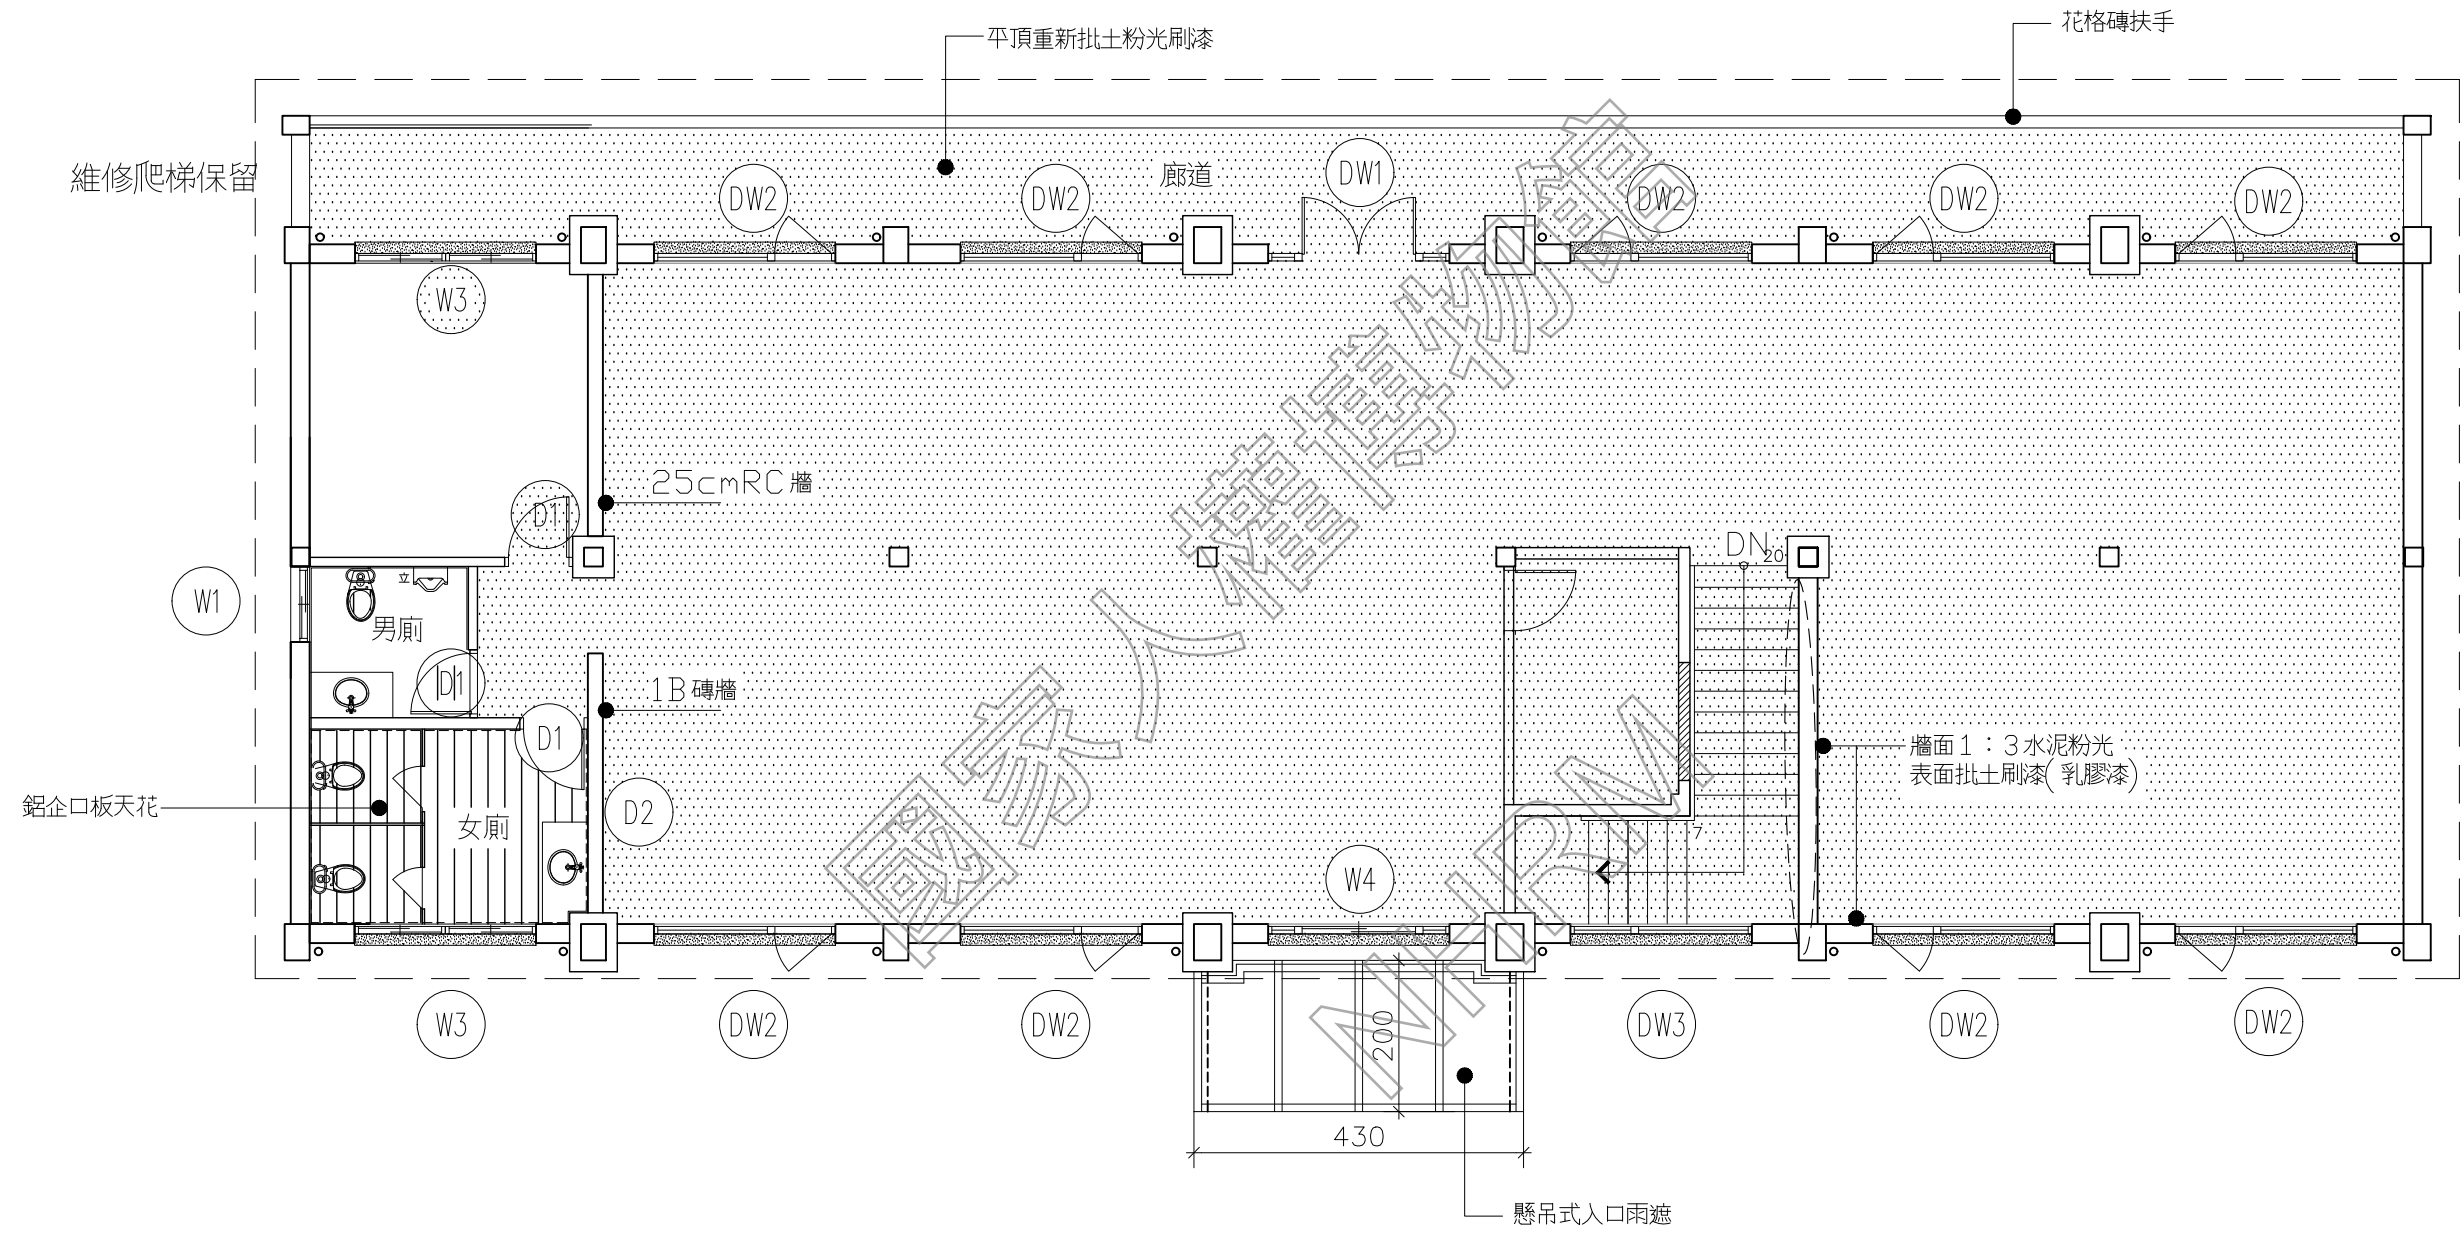 花格磚扶手
平頂重新批土粉光刷漆
維修爬梯保留
DW2
DW2
廊道
DW1
DW2
DW2
DW2
W3
25cmRC牆
D1
DN
20
W1
立
男廁
D1
1B磚牆
D1
牆面1：3水泥粉光
表面批土刷漆(乳膠漆)
鋁企口板天花
女廁
D2
7
W4
W3
DW2
DW2
200
DW3
DW2
DW2
430
懸吊式入口雨遮
國家人權博物館
NHRM